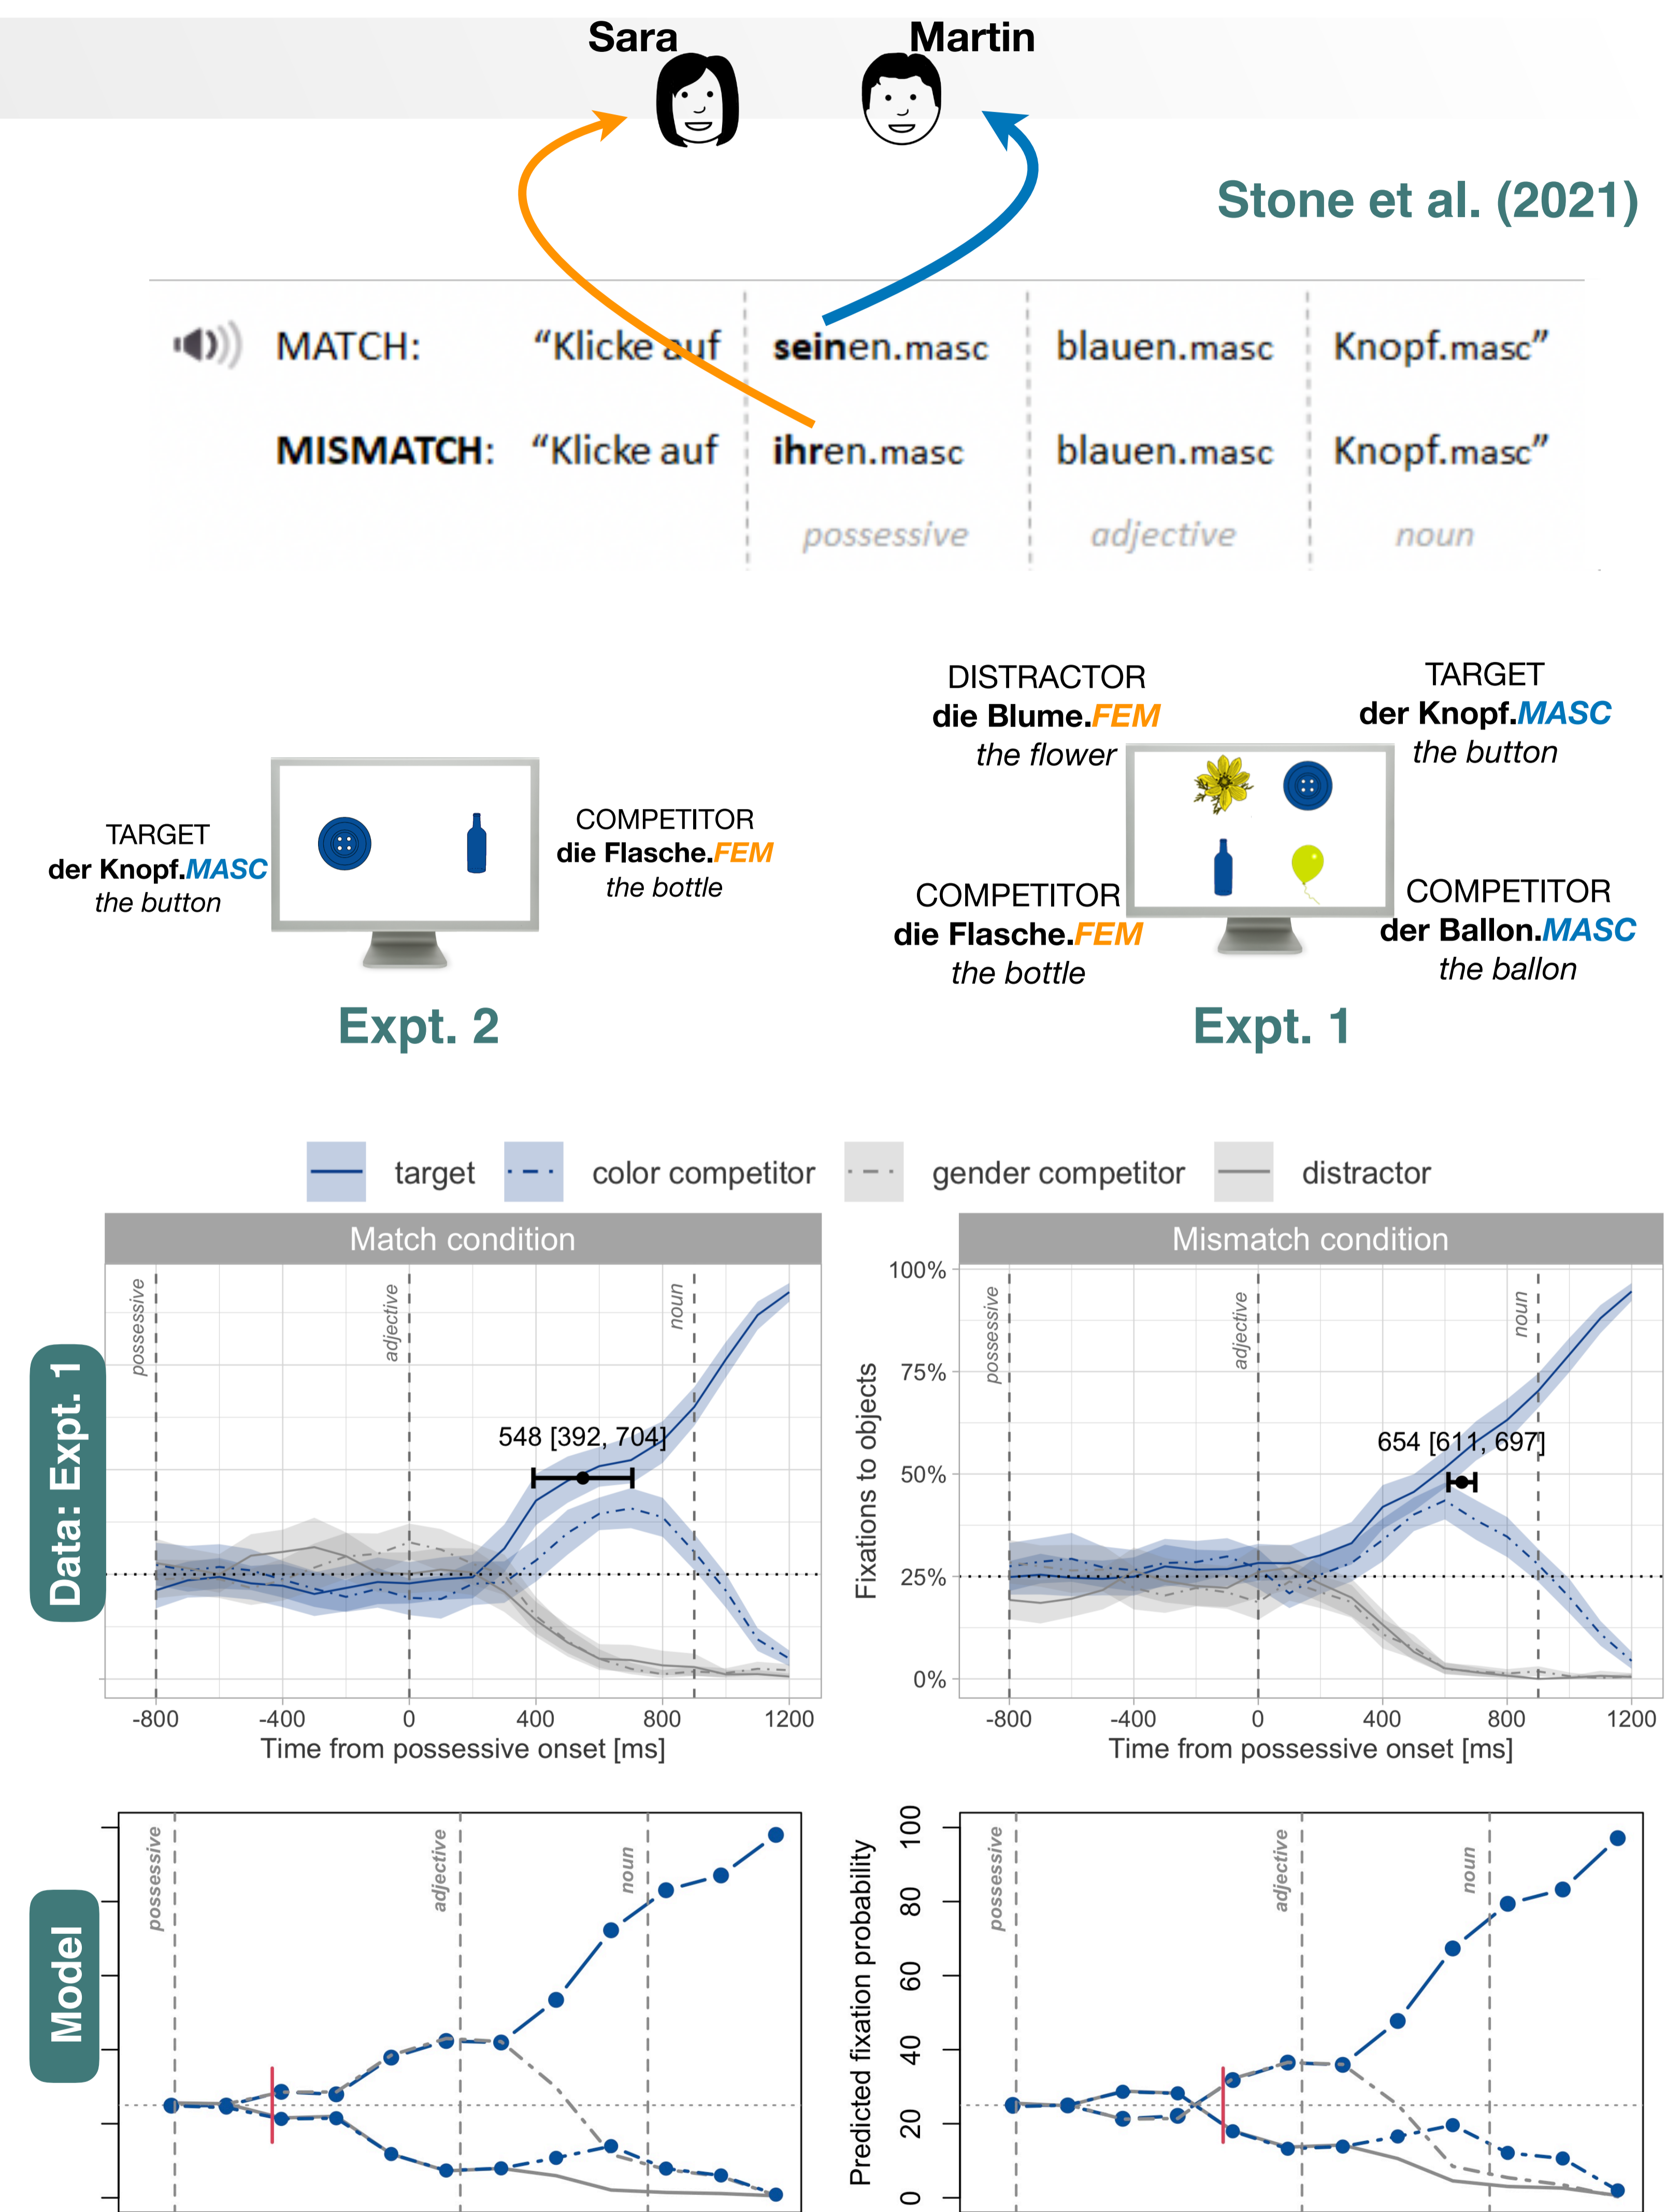 Sara Martin
Stone et al. (2021)
MATCH: “Klicke auf seinen.masc blauen.masc Knopf.masc”
MISMATCH: “Klicke auf ihren.masc blauen.masc Knopf.masc”
possessive adjective noun
TARGET
der Knopf.MASC
the button
COMPETITOR
die Flasche.FEM
the bottle
Expt. 2
DISTRACTOR
die Blume.FEM
the flower
TARGET
der Knopf.MASC
the button
COMPETITOR
die Flasche.FEM
the bottle
COMPETITOR
der Ballon.MASC
the ballon
Expt. 1
target color competitor gender competitor distractor
Data: Expt. 1
Match condition
possessive
adjective
noun
548 [392, 704]
-800 -400 0 400 800 1200
Time from possessive onset [ms]
Mismatch condition
Fixations to objects
100%
75%
50%
25%
0%
possessive
adjective
noun
654 [611, 697]
-800 -400 0 400 800 1200
Time from possessive onset [ms]
Model
possessive
adjective
noun
Predicted fixation probability
100
80
60
40
20
0
possessive
adjective
noun